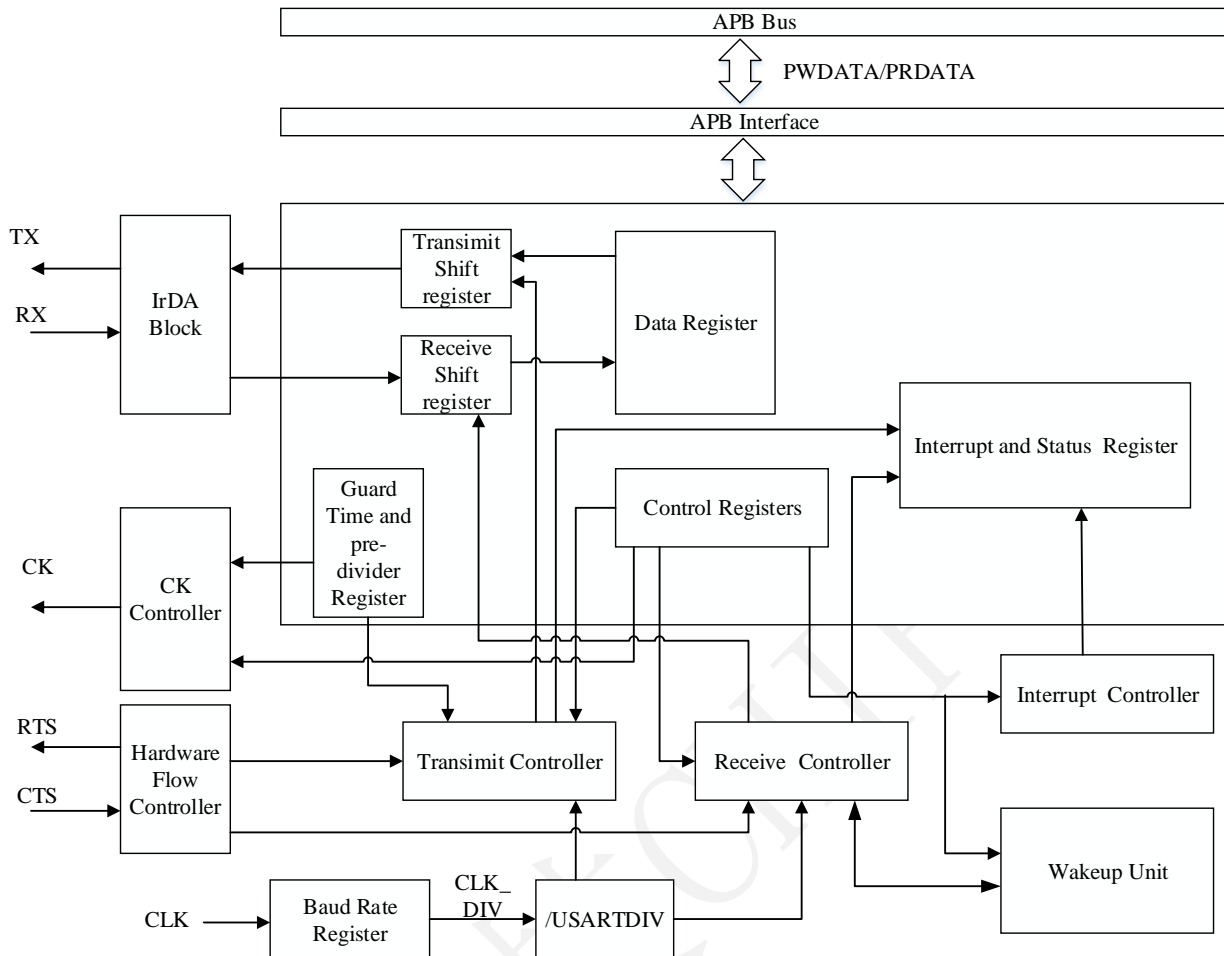 APB Bus
PWDATA/PRDATA
APB Interface
TX
RX
IrDA
Block
Transimit
Shift
register
Receive
Shift
register
Data Register
Interrupt and Status Register
Guard
Time and
pre-
divider
Register
Control Registers
CK
CK
Controller
Interrupt Controller
RTS
CTS
Hardware
Flow
Controller
Transimit Controller
Receive Controller
Wakeup Unit
CLK
Baud Rate
Register
CLK_
DIV
/USARTDIV